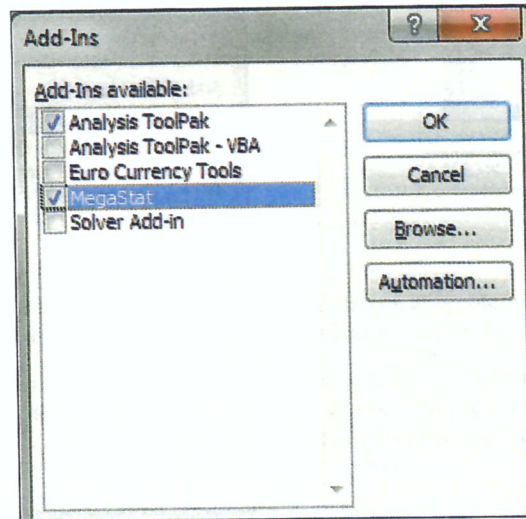 Add-Ins
?
X
Add-Ins available:
Analysis ToolPak
Analysis ToolPak - VBA
Euro Currency Tools
MegaStat
Solver Add-in
OK
Cancel
Browse...
Automation...